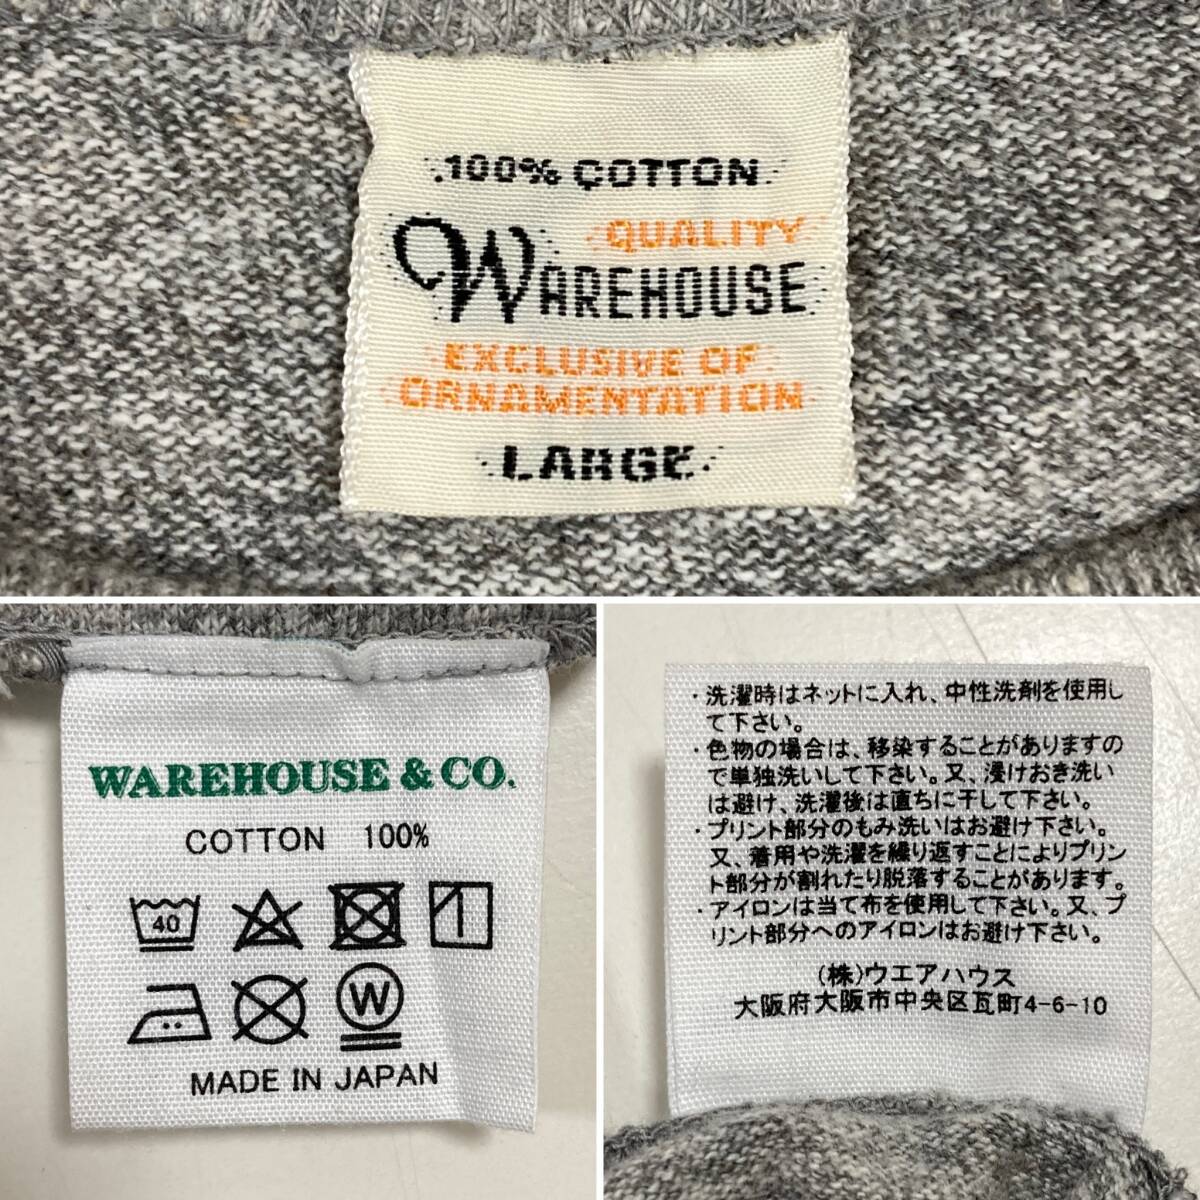 100% COTTON
QUALITY
WAREHOUSE
EXCLUSIVE OF
ORNAMENTATION
LARGE
WAREHOUSE & CO.
COTTON 100%
40
W
MADE IN JAPAN
・洗濯時はネットに入れ、中性洗剤を使用し
て下さい。
・色物の場合は、移染することがありますの
で単独洗いして下さい。又、浸けおき洗い
は避け、洗濯後は直ちに干して下さい。
・プリント部分のもみ洗いはお避け下さい。
又、着用や洗濯を繰り返すことによりプリン
ト部分が割れたり脱落することがあります。
・アイロンは当て布を使用して下さい。又、プ
リント部分へのアイロンはお避け下さい。
(株)ウエアハウス
大阪府大阪市中央区瓦町4-6-10